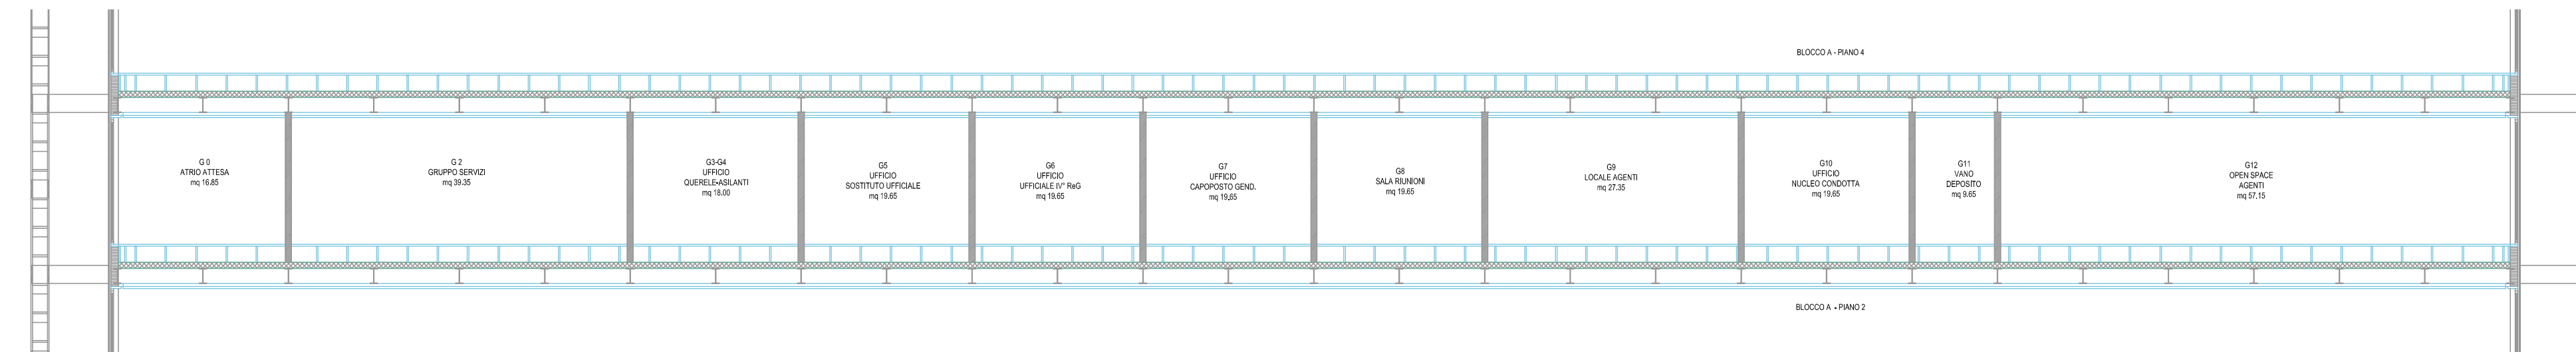 BLOCCO A - PIANO 4
G 0
ATRIO ATTESA
mq 16.85
G 2
GRUPPO SERVIZI
mq 39.35
G3-G4
UFFICIO
QUERELE-ASILANTI
mq 18.00
G5
UFFICIO
SOSTITUTO UFFICIALE
mq 19.65
G6
UFFICIO
UFFICIALE IV° ReG
mq 19.65
G7
UFFICIO
CAPOPOSTO GEND.
mq 19.65
G8
SALA RIUNIONI
mq 19.65
G9
LOCALE AGENTI
mq 27.35
G10
UFFICIO
NUCLEO CONDOTTA
mq 19.65
G11
VANO
DEPOSITO
mq 9.65
G12
OPEN SPACE
AGENTI
mq 57.15
BLOCCO A - PIANO 2